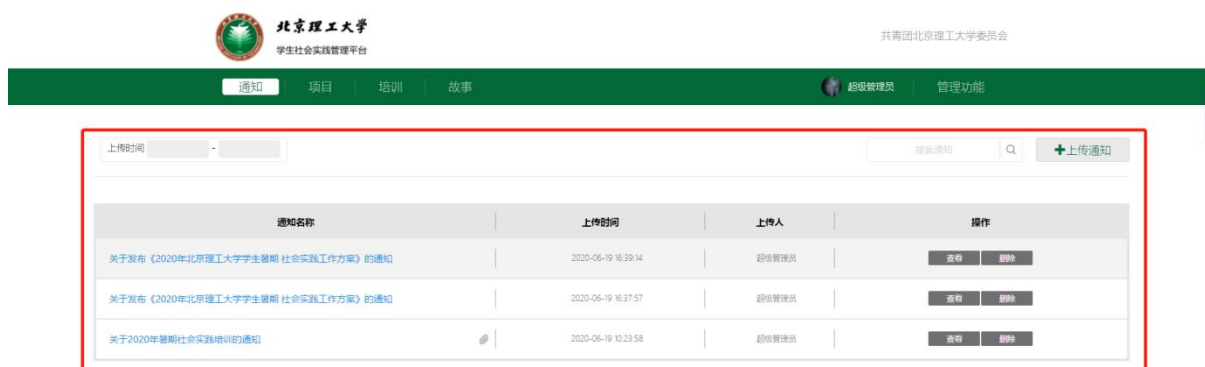 北京理工大学
学生社会实践管理平台
共青团北京理工大学委员会
通知 项目 培训 故事 超级管理员 管理功能
上传时间 - 搜索通知 +上传通知
通知名称 上传时间 上传人 操作
关于发布《2020年北京理工大学学生暑期 社会实践工作方案》的通知 2020-06-19 16:39:14 超级管理员 查看 删除
关于发布《2020年北京理工大学学生暑期 社会实践工作方案》的通知 2020-06-19 16:37:57 超级管理员 查看 删除
关于2020年暑期社会实践培训的通知 2020-06-19 10:23:58 超级管理员 查看 删除